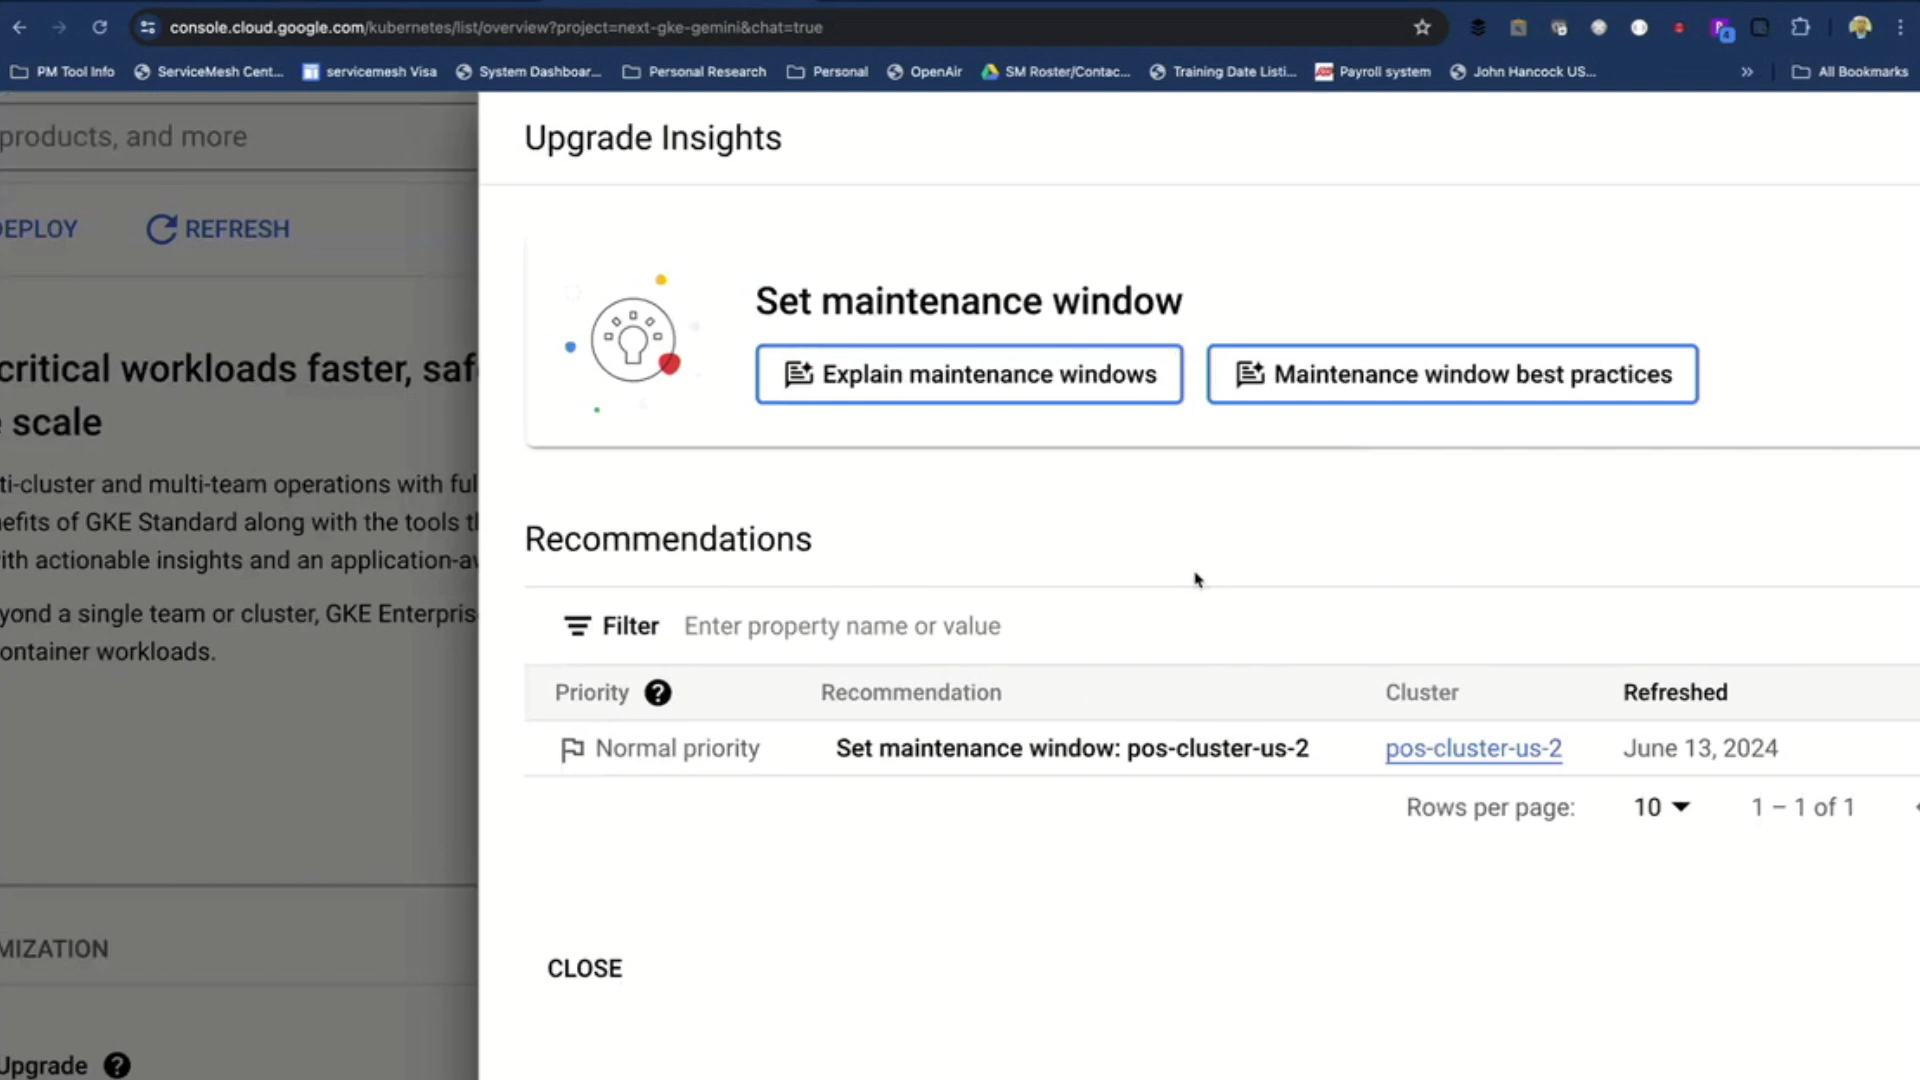 console.cloud.google.com/kubernetes/list/overview?project=next-gke-gemini&chat=true
PM Tool Info
ServiceMesh Cent...
servicemesh Visa
System Dashboar...
Personal Research
Personal
OpenAir
SM Roster/Contac...
Training Date Listi...
Payroll system
John Hancock US...
All Bookmarks
products, and more
DEPLOY
REFRESH
critical workloads faster, saf
scale
ti-cluster and multi-team operations with ful
efits of GKE Standard along with the tools t
ith actionable insights and an application-a
yond a single team or cluster, GKE Enterpris
ontainer workloads.
MIZATION
Upgrade
Upgrade Insights
Set maintenance window
Explain maintenance windows
Maintenance window best practices
Recommendations
Filter Enter property name or value
Priority Recommendation Cluster Refreshed
Normal priority Set maintenance window: pos-cluster-us-2 pos-cluster-us-2 June 13, 2024
Rows per page: 10 1 – 1 of 1
CLOSE